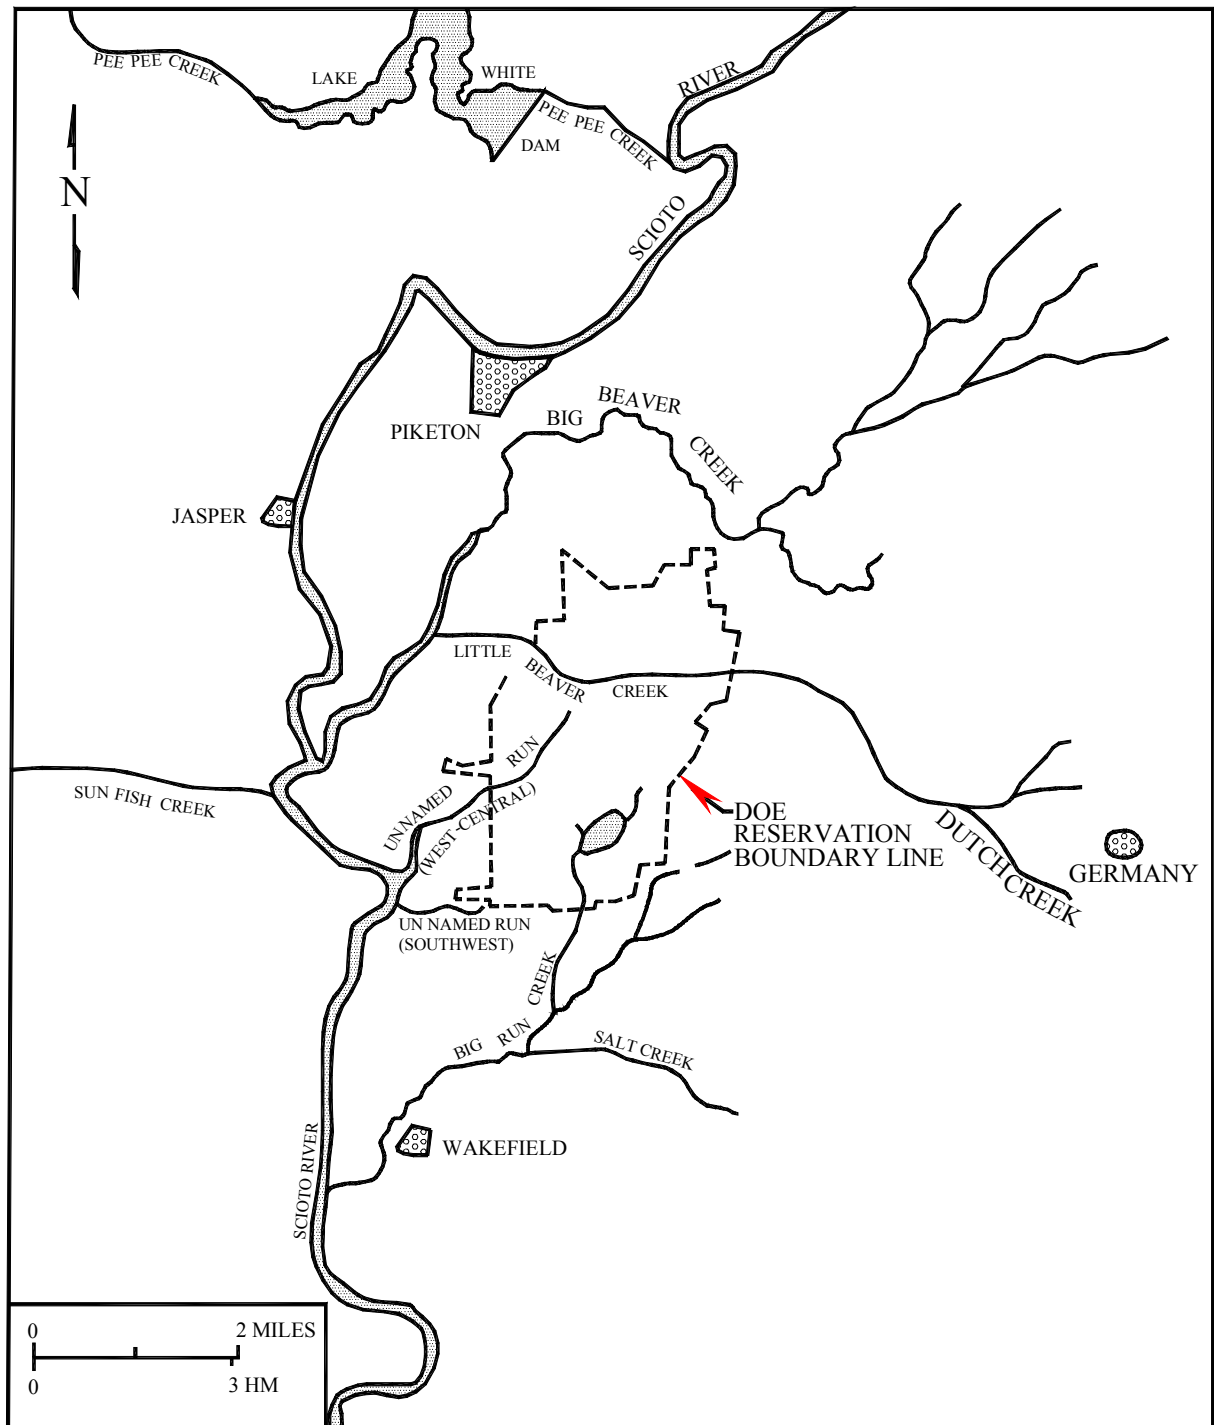 PEE PEE CREEK
LAKE
WHITE
PEE PEE CREEK
DAM
RIVER
N
SCIOTO
BIG
BEAVER
CREEK
PIKETON
JASPER
LITTLE
BEAVER
CREEK
RUN
UN NAMED
(WEST-CENTRAL)
SUN FISH CREEK
DOE
RESERVATION
BOUNDARY LINE
DUTCH CREEK
GERMANY
UN NAMED RUN
(SOUTHWEST)
CREEK
BIG RUN
SALT CREEK
WAKEFIELD
SCIOTO RIVER
0 2 MILES
0 3 HM